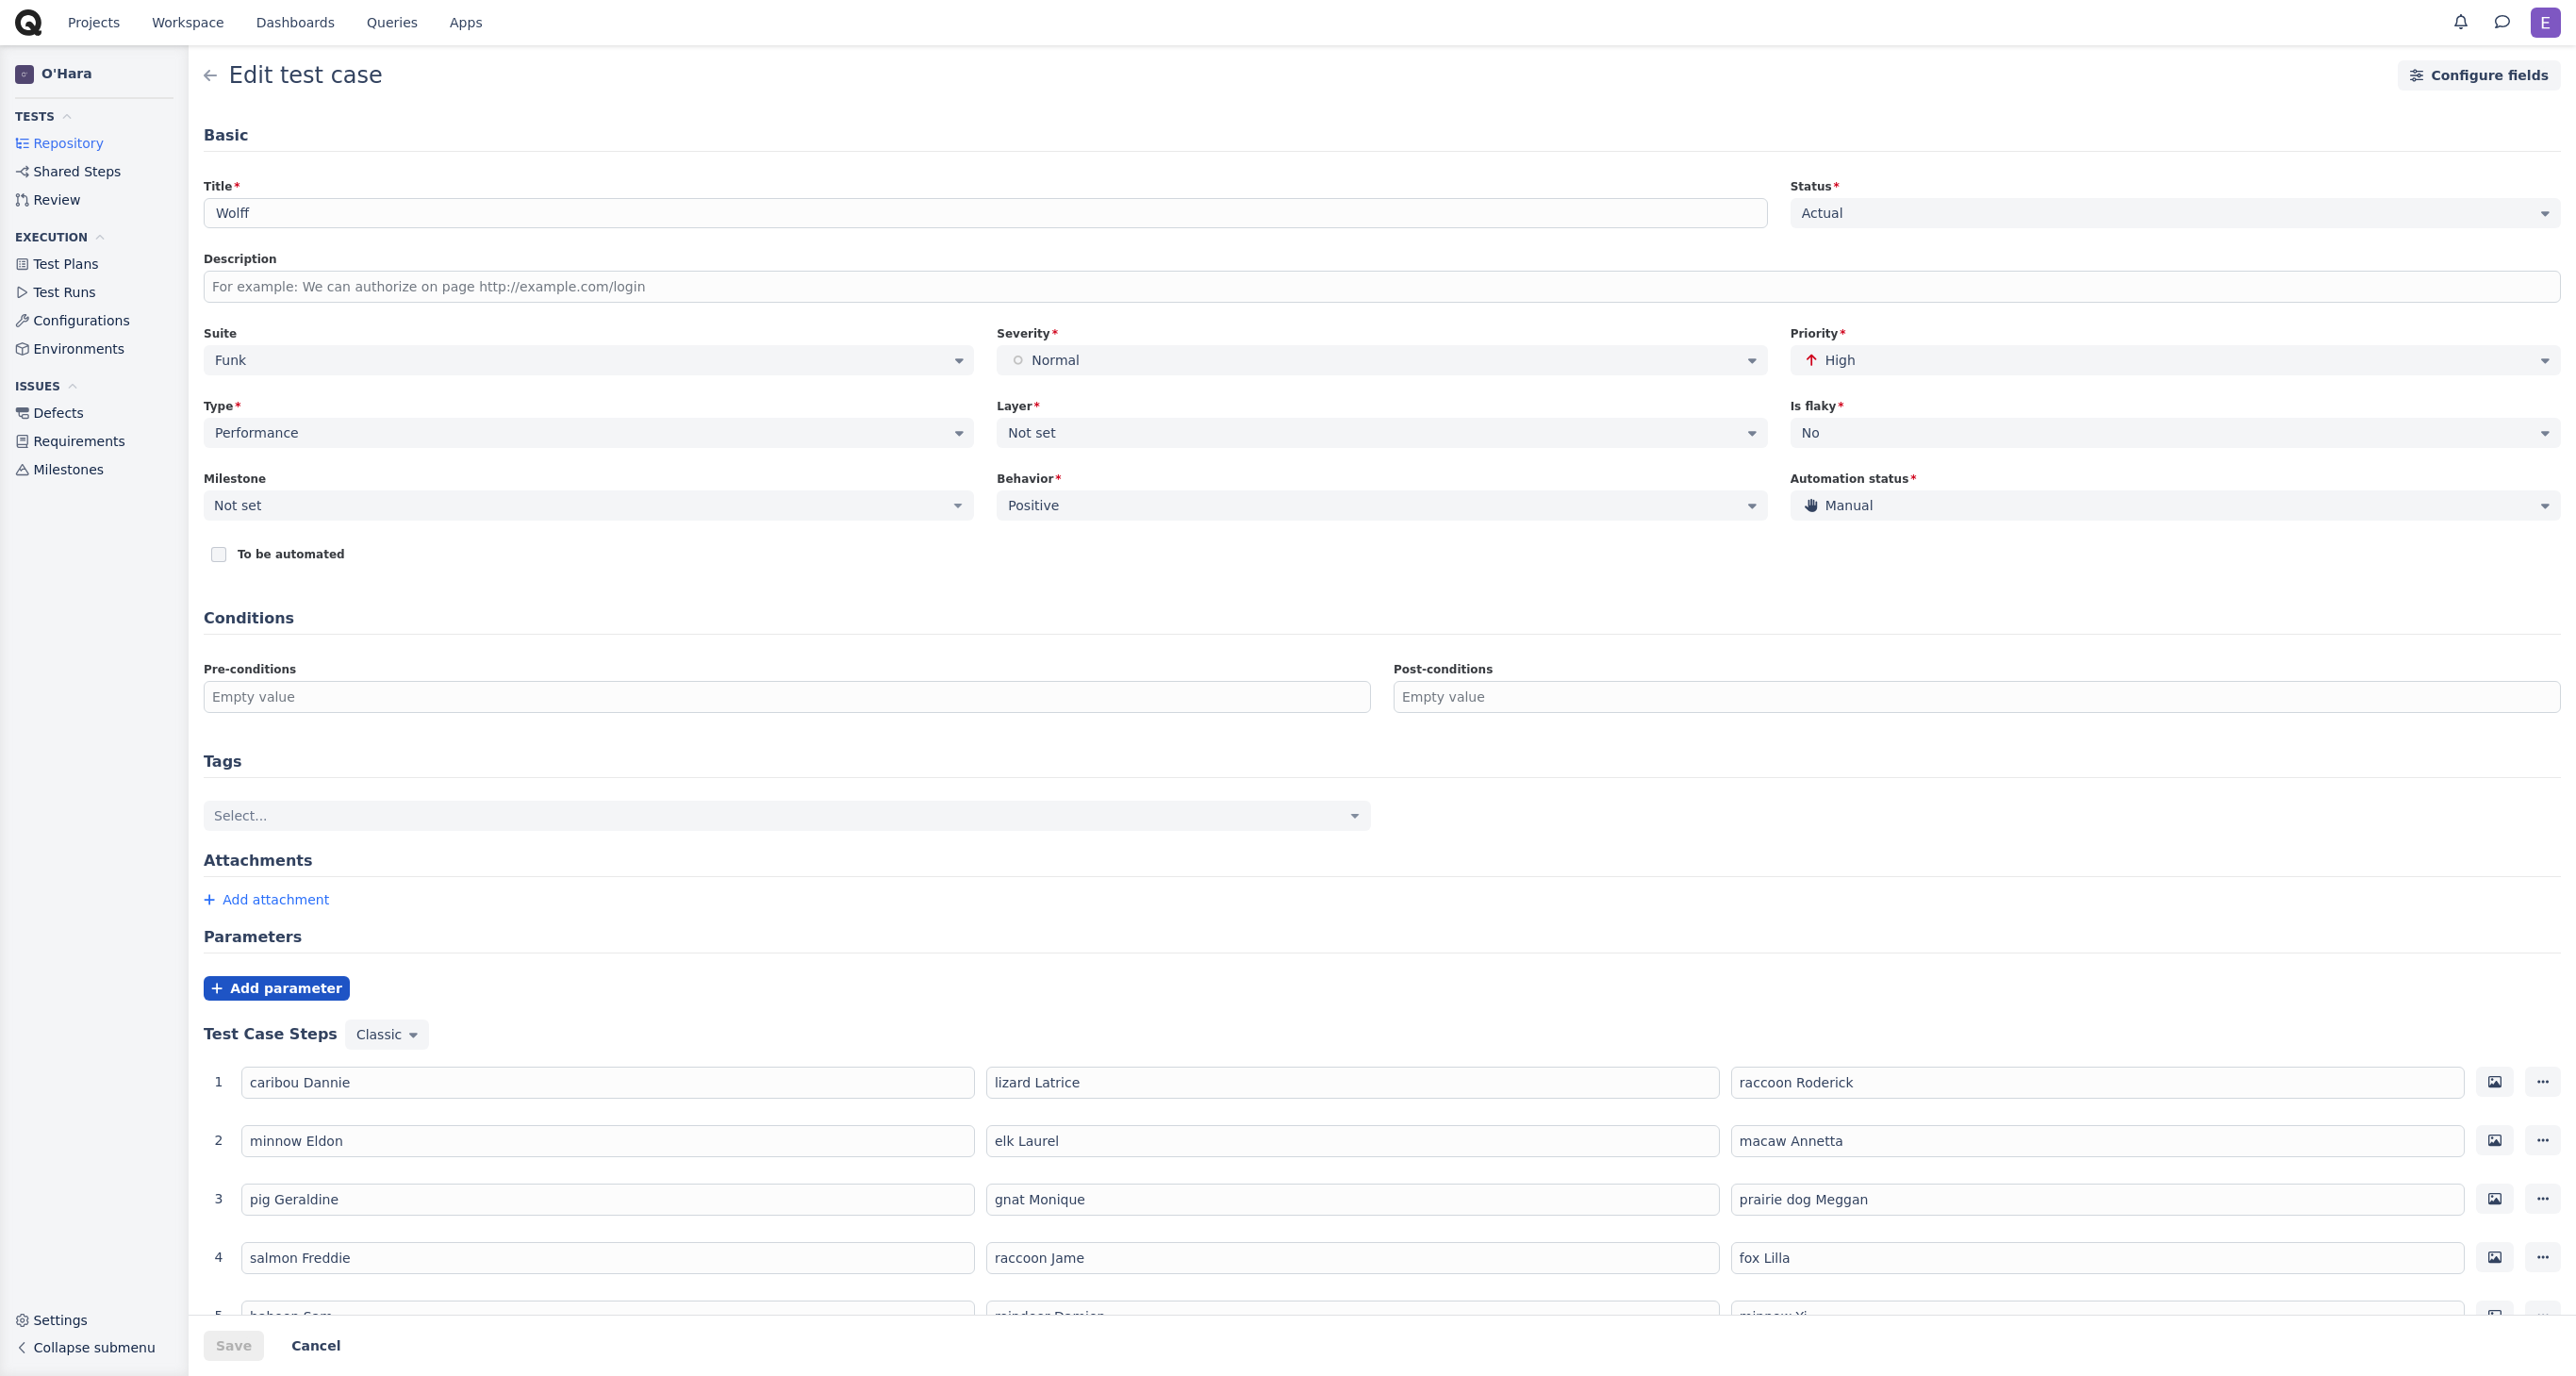 Projects Workspace Dashboards Queries Apps E
O'Hara
TESTS
Repository
Shared Steps
Review
EXECUTION
Test Plans
Test Runs
Configurations
Environments
ISSUES
Defects
Requirements
Milestones
Settings
Collapse submenu
Edit test case Configure fields
Basic
Title* Status*
Wolff Actual
Description
For example: We can authorize on page http://example.com/login
Suite Severity* Priority*
Funk Normal High
Type* Layer* Is flaky*
Performance Not set No
Milestone Behavior* Automation status*
Not set Positive Manual
To be automated
Conditions
Pre-conditions Post-conditions
Empty value Empty value
Tags
Select...
Attachments
+ Add attachment
Parameters
+ Add parameter
Test Case Steps Classic
1 caribou Dannie lizard Latrice raccoon Roderick
2 minnow Eldon elk Laurel macaw Annetta
3 pig Geraldine gnat Monique prairie dog Meggan
4 salmon Freddie raccoon Jame fox Lilla
Save Cancel